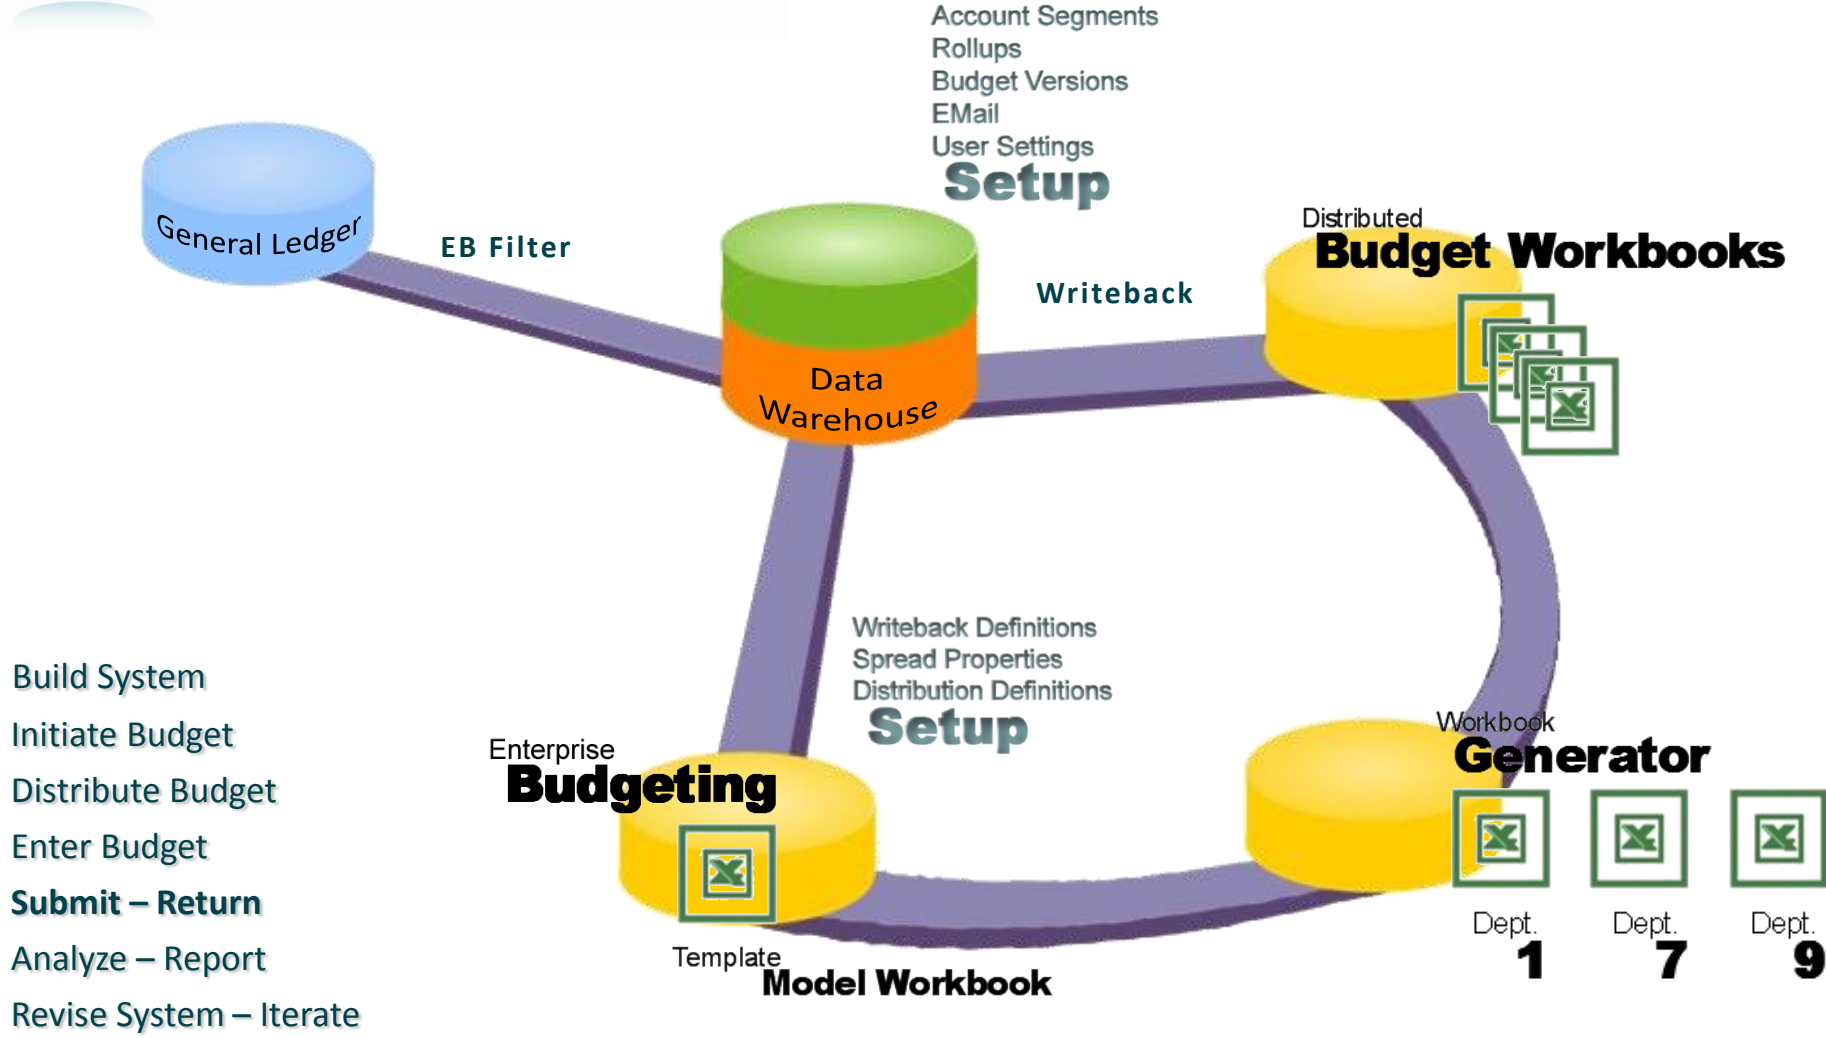 Account Segments
Rollups
Budget Versions
EMail
User Settings
Setup
General Ledger
EB Filter
Data
Warehouse
Writeback
Distributed
Budget Workbooks
Writeback Definitions
Spread Properties
Distribution Definitions
Setup
Enterprise
Budgeting
Template
Model Workbook
Workbook
Generator
Dept.
1
Dept.
7
Dept.
9
Build System
Initiate Budget
Distribute Budget
Enter Budget
Submit – Return
Analyze – Report
Revise System – Iterate